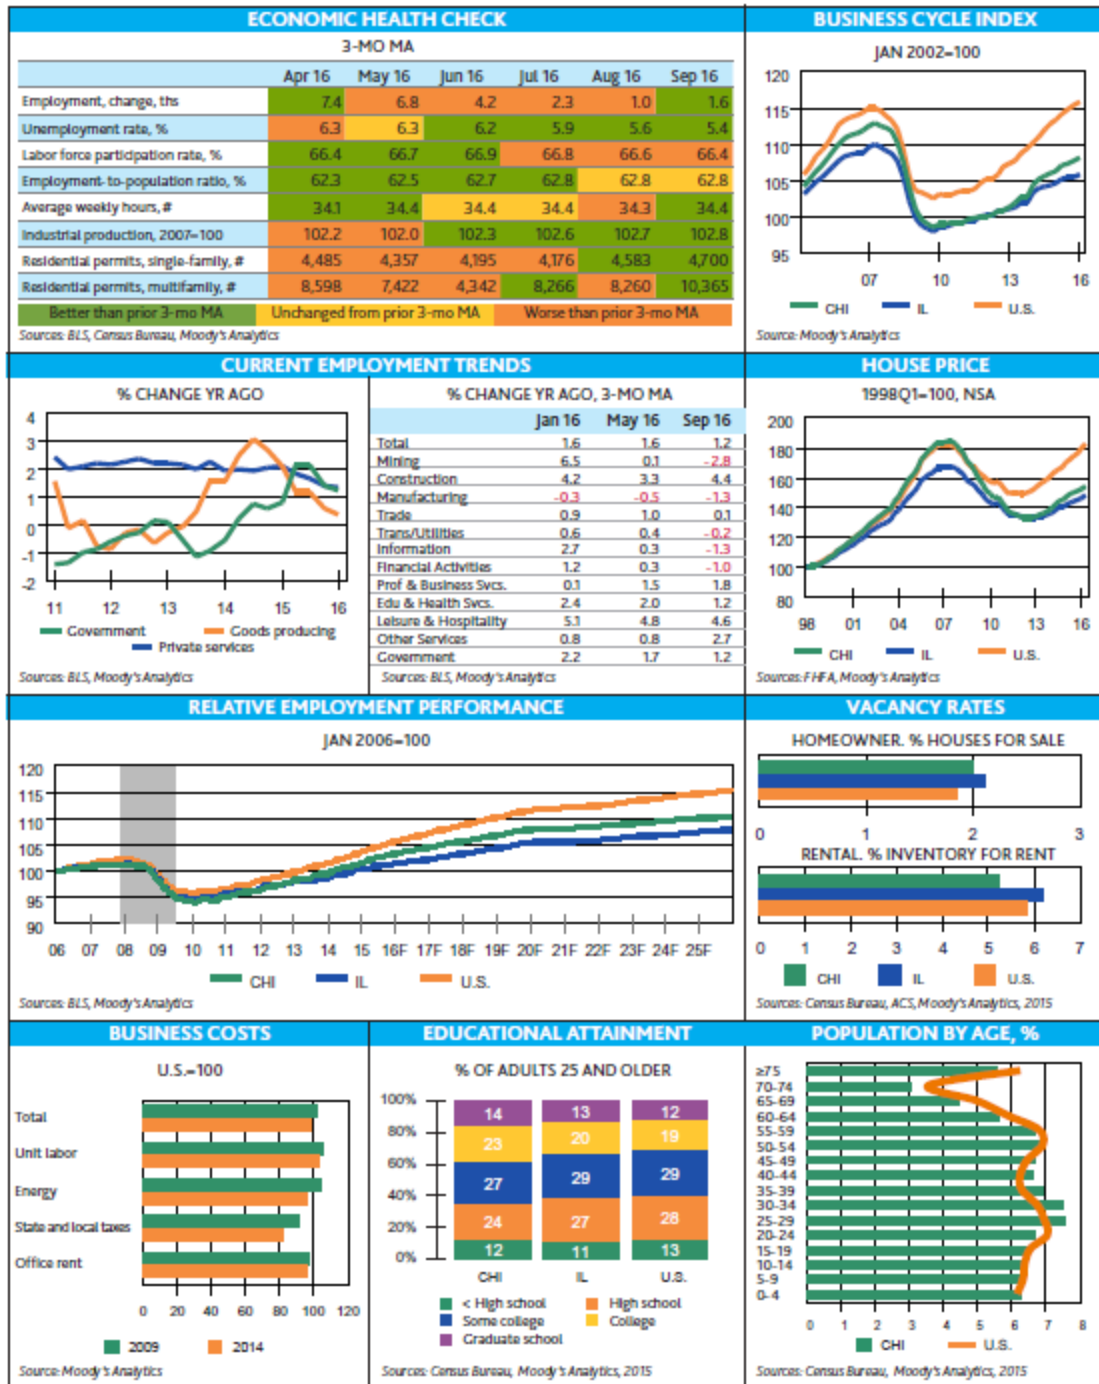 ECONOMIC HEALTH CHECK
3-MO MA
Apr 16 May 16 Jun 16 Jul 16 Aug 16 Sep 16
Employment, change, ths 7.4 6.8 4.2 2.3 1.0 1.6
Unemployment rate, % 6.3 6.3 6.2 5.9 5.6 5.4
Labor force participation rate, % 66.4 66.7 66.9 66.8 66.6 66.4
Employment-to-population ratio, % 62.3 62.5 62.7 62.8 62.8 62.8
Average weekly hours, # 34.1 34.4 34.4 34.4 34.3 34.4
Industrial production, 2007=100 102.2 102.0 102.3 102.6 102.7 102.8
Residential permits, single-family, # 4,485 4,357 4,195 4,176 4,583 4,700
Residential permits, multifamily, # 8,598 7,422 4,342 8,266 8,260 10,365
Better than prior 3-mo MA Unchanged from prior 3-mo MA Worse than prior 3-mo MA
Sources: BLS, Census Bureau, Moody's Analytics
BUSINESS CYCLE INDEX
JAN 2002=100
120
115
110
105
100
95
07 10 13 16
CHI IL U.S.
Source: Moody's Analytics
CURRENT EMPLOYMENT TRENDS
% CHANGE YR AGO
4
3
2
1
0
-1
-2
11 12 13 14 15 16
Government Goods producing
Private services
Sources: BLS, Moody's Analytics
% CHANGE YR AGO, 3-MO MA
Jan 16 May 16 Sep 16
Total 1.6 1.6 1.2
Mining 6.5 0.1 -2.8
Construction 4.2 3.3 4.4
Manufacturing -0.3 -0.5 -1.3
Trade 0.9 1.0 0.1
Trans/Utilities 0.6 0.4 -0.2
Information 2.7 0.3 -1.3
Financial Activities 1.2 0.3 -1.0
Prof & Business Svcs. 0.1 1.5 1.8
Edu & Health Svcs. 2.4 2.0 1.2
Leisure & Hospitality 5.1 4.8 4.6
Other Services 0.8 0.8 2.7
Government 2.2 1.7 1.2
Sources: BLS, Moody's Analytics
HOUSE PRICE
1998Q1=100, NSA
200
180
160
140
120
100
80
98 01 04 07 10 13 16
CHI IL U.S.
Sources: FHFA, Moody's Analytics
RELATIVE EMPLOYMENT PERFORMANCE
JAN 2006=100
120
115
110
105
100
95
90
06 07 08 09 10 11 12 13 14 15 16F 17F 18F 19F 20F 21F 22F 23F 24F 25F
CHI IL U.S.
Sources: BLS, Moody's Analytics
VACANCY RATES
HOMEOWNER. % HOUSES FOR SALE
0 1 2 3
RENTAL. % INVENTORY FOR RENT
0 1 2 3 4 5 6 7
CHI IL U.S.
Sources: Census Bureau, ACS, Moody's Analytics, 2015
BUSINESS COSTS
U.S.=100
Total
Unit labor
Energy
State and local taxes
Office rent
0 20 40 60 80 100 120
2009 2014
Source: Moody's Analytics
EDUCATIONAL ATTAINMENT
% OF ADULTS 25 AND OLDER
100%
80%
60%
40%
20%
0%
14 13 12
23 20 19
27 29 29
24 27 28
12 11 13
CHI IL U.S.
< High school High school
Some college College
Graduate school
Sources: Census Bureau, Moody's Analytics, 2015
POPULATION BY AGE, %
≥75
70-74
65-69
60-64
55-59
50-54
45-49
40-44
35-39
30-34
25-29
20-24
15-19
10-14
5-9
0-4
0 1 2 3 4 5 6 7 8
CHI U.S.
Sources: Census Bureau, Moody's Analytics, 2015